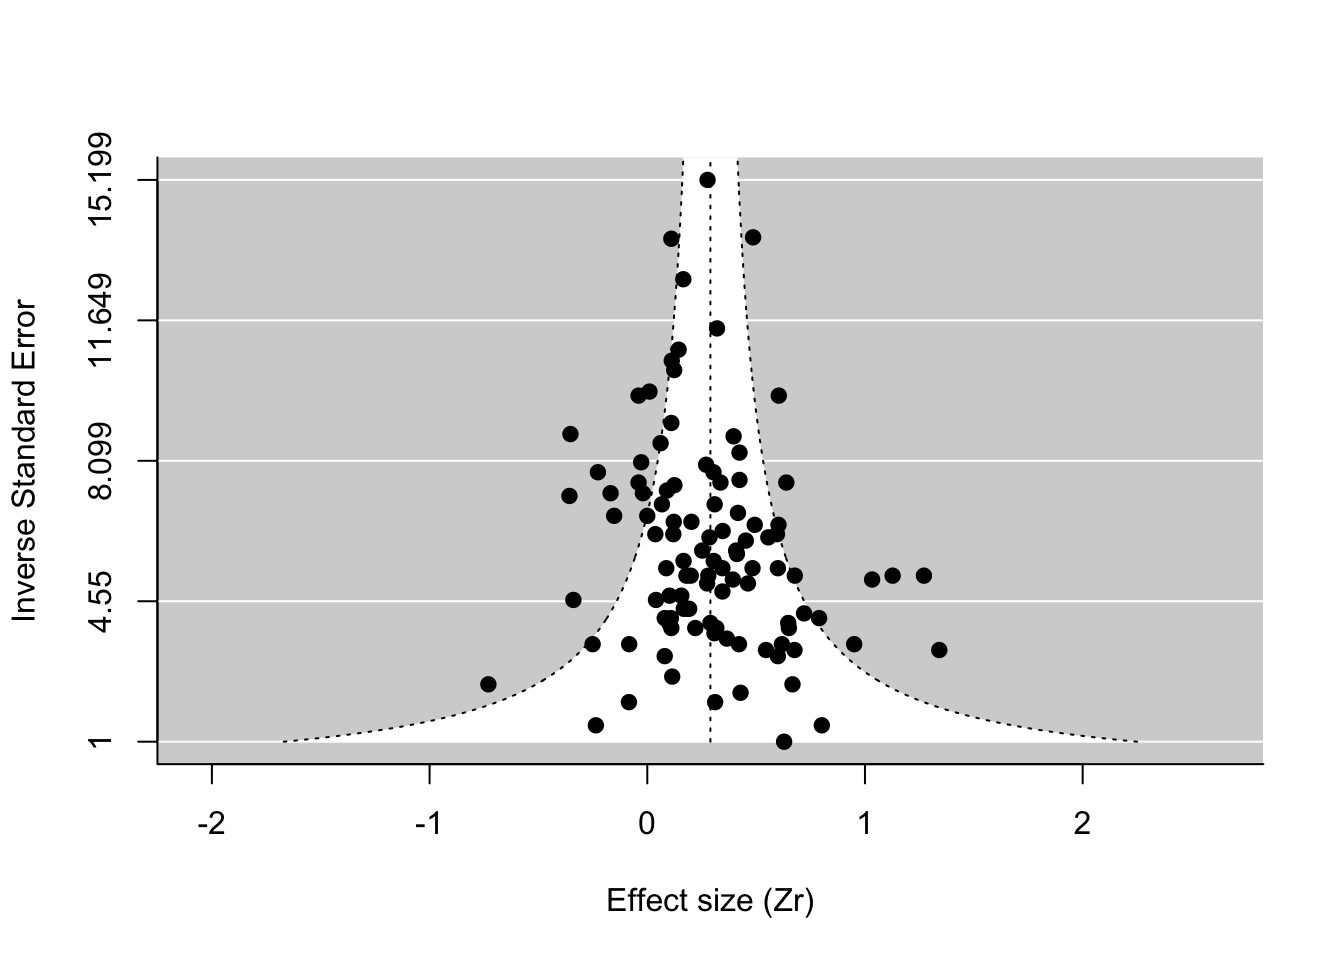 15.199
11.649
8.099
4.55
1
Inverse Standard Error
-2 -1 0 1 2
Effect size (Zr)